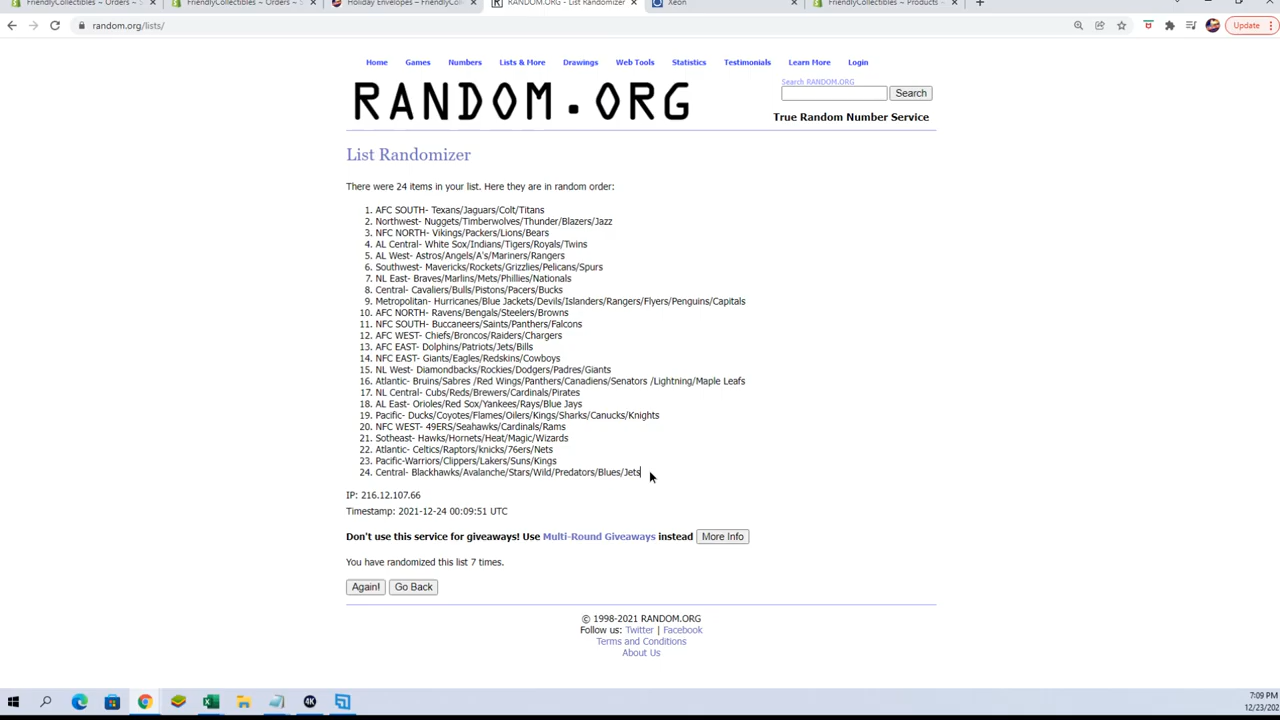 FriendlyCollectibles ~ Orders ~ S
FriendlyCollectibles ~ Orders ~
Holiday Envelopes – FriendlyCol
RANDOM.ORG - List Randomizer
Xeon
FriendlyCollectibles ~ Products ~
random.org/lists/
Update
Home Games Numbers Lists & More Drawings Web Tools Statistics Testimonials Learn More Login
RANDOM.ORG
Search RANDOM.ORG
Search
True Random Number Service
List Randomizer
There were 24 items in your list. Here they are in random order:
1. AFC SOUTH- Texans/Jaguars/Colt/Titans
2. Northwest- Nuggets/Timberwolves/Thunder/Blazers/Jazz
3. NFC NORTH- Vikings/Packers/Lions/Bears
4. AL Central- White Sox/Indians/Tigers/Royals/Twins
5. AL West- Astros/Angels/A's/Mariners/Rangers
6. Southwest- Mavericks/Rockets/Grizzlies/Pelicans/Spurs
7. NL East- Braves/Marlins/Mets/Phillies/Nationals
8. Central- Cavaliers/Bulls/Pistons/Pacers/Bucks
9. Metropolitan- Hurricanes/Blue Jackets/Devils/Islanders/Rangers/Flyers/Penguins/Capitals
10. AFC NORTH- Ravens/Bengals/Steelers/Browns
11. NFC SOUTH- Buccaneers/Saints/Panthers/Falcons
12. AFC WEST- Chiefs/Broncos/Raiders/Chargers
13. AFC EAST- Dolphins/Patriots/Jets/Bills
14. NFC EAST- Giants/Eagles/Redskins/Cowboys
15. NL West- Diamondbacks/Rockies/Dodgers/Padres/Giants
16. Atlantic- Bruins/Sabres /Red Wings/Panthers/Canadiens/Senators /Lightning/Maple Leafs
17. NL Central- Cubs/Reds/Brewers/Cardinals/Pirates
18. AL East- Orioles/Red Sox/Yankees/Rays/Blue Jays
19. Pacific- Ducks/Coyotes/Flames/Oilers/Kings/Sharks/Canucks/Knights
20. NFC WEST- 49ERS/Seahawks/Cardinals/Rams
21. Sotheast- Hawks/Hornets/Heat/Magic/Wizards
22. Atlantic- Celtics/Raptors/knicks/76ers/Nets
23. Pacific-Warriors/Clippers/Lakers/Suns/Kings
24. Central- Blackhawks/Avalanche/Stars/Wild/Predators/Blues/Jets
IP: 216.12.107.66
Timestamp: 2021-12-24 00:09:51 UTC
Don't use this service for giveaways! Use Multi-Round Giveaways instead More Info
You have randomized this list 7 times.
Again! Go Back
© 1998-2021 RANDOM.ORG
Follow us: Twitter | Facebook
Terms and Conditions
About Us
4K
7:09 PM
12/23/202